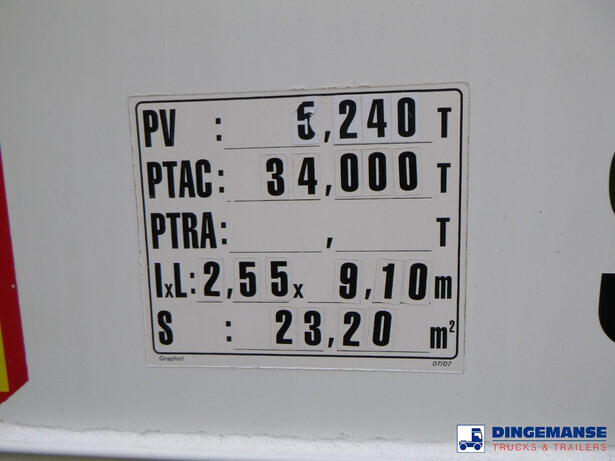 PV : 5,240 T
PTAC: 34,000 T
PTRA: , T
lxL: 2,55x 9,10 m
S : 23,20 m²
Graphol 07/07
DINGEMANSE
TRUCKS & TRAILERS